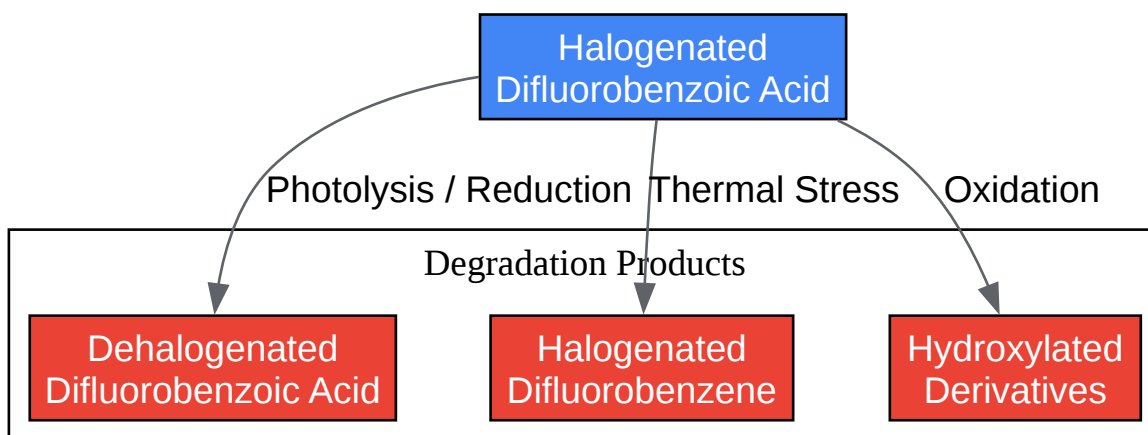 Halogenated
Difluorobenzoic Acid
Photolysis / Reduction
Thermal Stress
Oxidation
Degradation Products
Dehalogenated
Difluorobenzoic Acid
Halogenated
Difluorobenzene
Hydroxylated
Derivatives